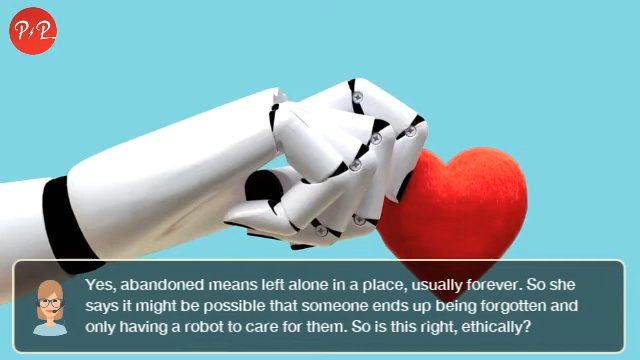 P P
Yes, abandoned means left alone in a place, usually forever. So she
says it might be possible that someone ends up being forgotten and
only having a robot to care for them. So is this right, ethically?